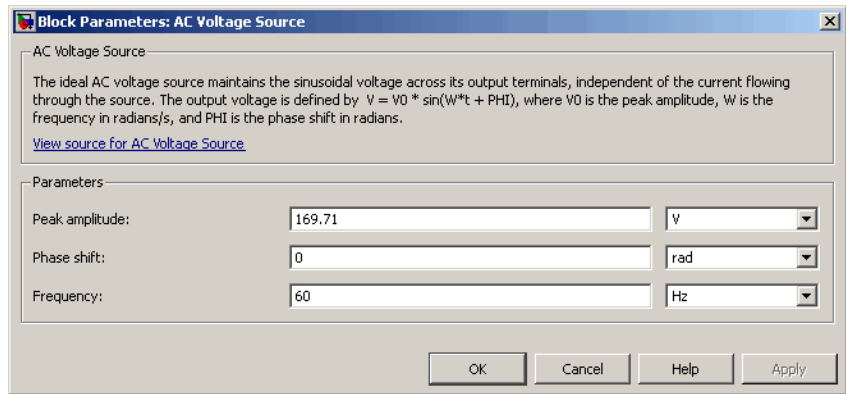 Block Parameters: AC Voltage Source
AC Voltage Source
The ideal AC voltage source maintains the sinusoidal voltage across its output terminals, independent of the current flowing
through the source. The output voltage is defined by V = V0 * sin(W*t + PHI), where V0 is the peak amplitude, W is the
frequency in radians/s, and PHI is the phase shift in radians.
View source for AC Voltage Source
Parameters
Peak amplitude: 169.71 V
Phase shift: 0 rad
Frequency: 60 Hz
OK Cancel Help Apply